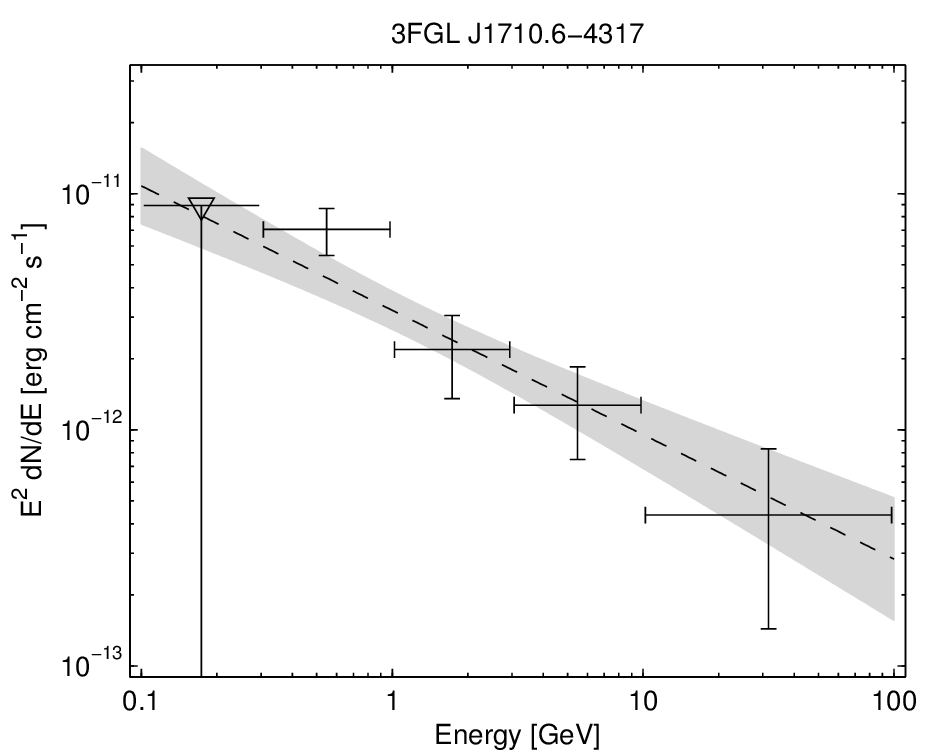 3FGL J1710.6−4317
E² dN/dE [erg cm⁻² s⁻¹]
10⁻¹¹
10⁻¹²
10⁻¹³
0.1 1 10 100
Energy [GeV]